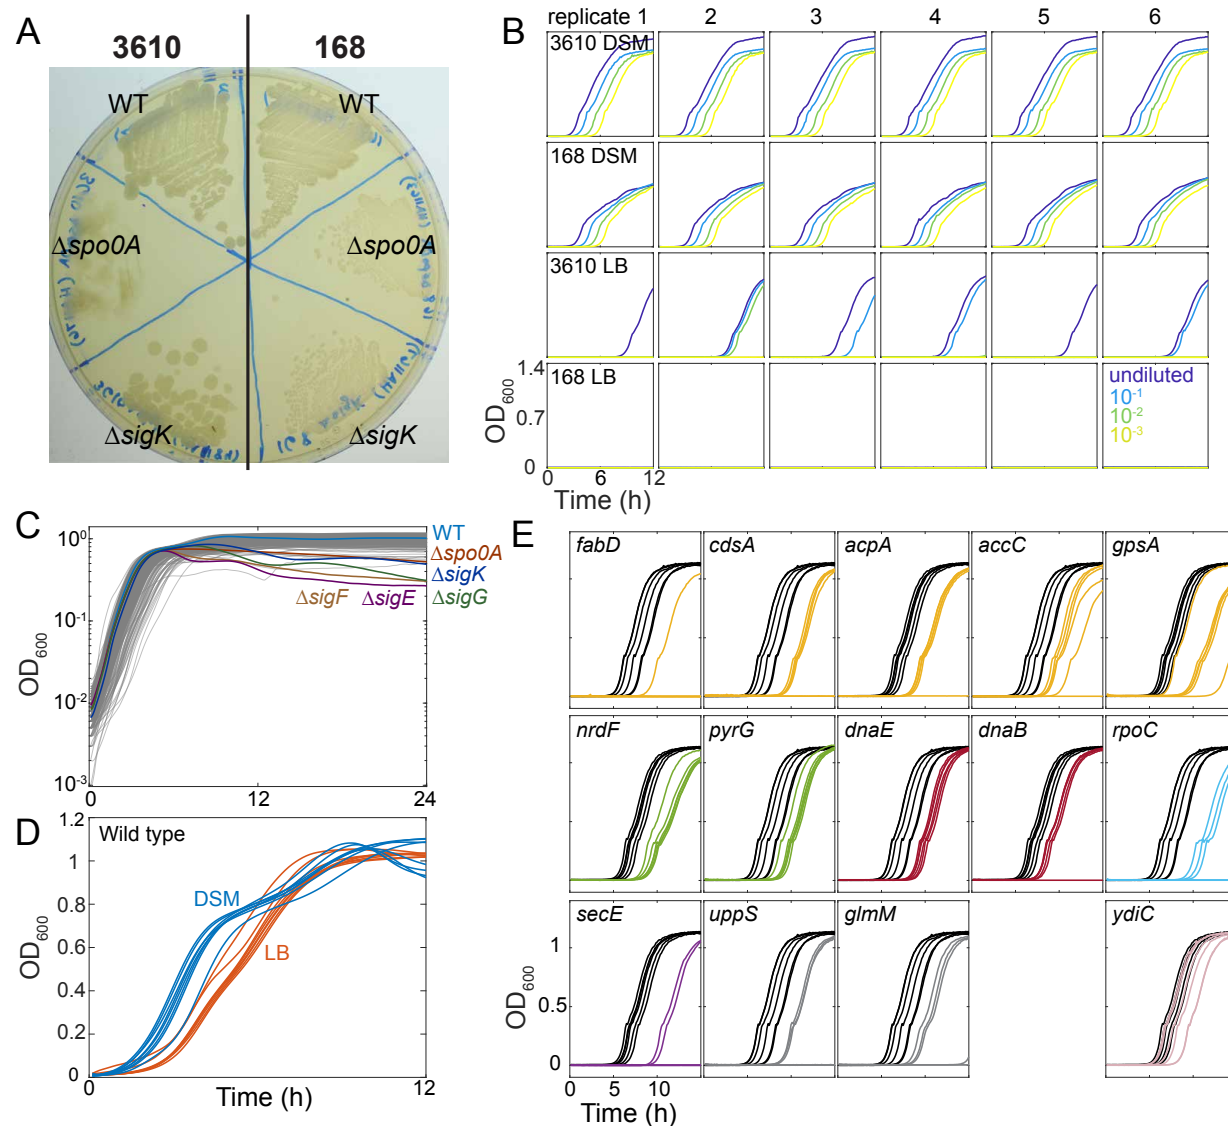 A
3610
168
WT
WT
Δspo0A
Δspo0A
ΔsigK
ΔsigK
B
replicate 1
2
3
4
5
6
3610 DSM
168 DSM
3610 LB
168 LB
1.4
0.7
0
OD600
0
6
12
Time (h)
undiluted
10-1
10-2
10-3
C
100
10-1
10-2
10-3
OD600
0
12
24
WT
Δspo0A
ΔsigK
ΔsigF
ΔsigE
ΔsigG
D
Wild type
1.2
1
0.8
0.6
0.4
0.2
0
OD600
DSM
LB
0
12
Time (h)
E
fabD
cdsA
acpA
accC
gpsA
nrdF
pyrG
dnaE
dnaB
rpoC
secE
uppS
glmM
ydiC
1
0.5
0
OD600
0
5
10
Time (h)